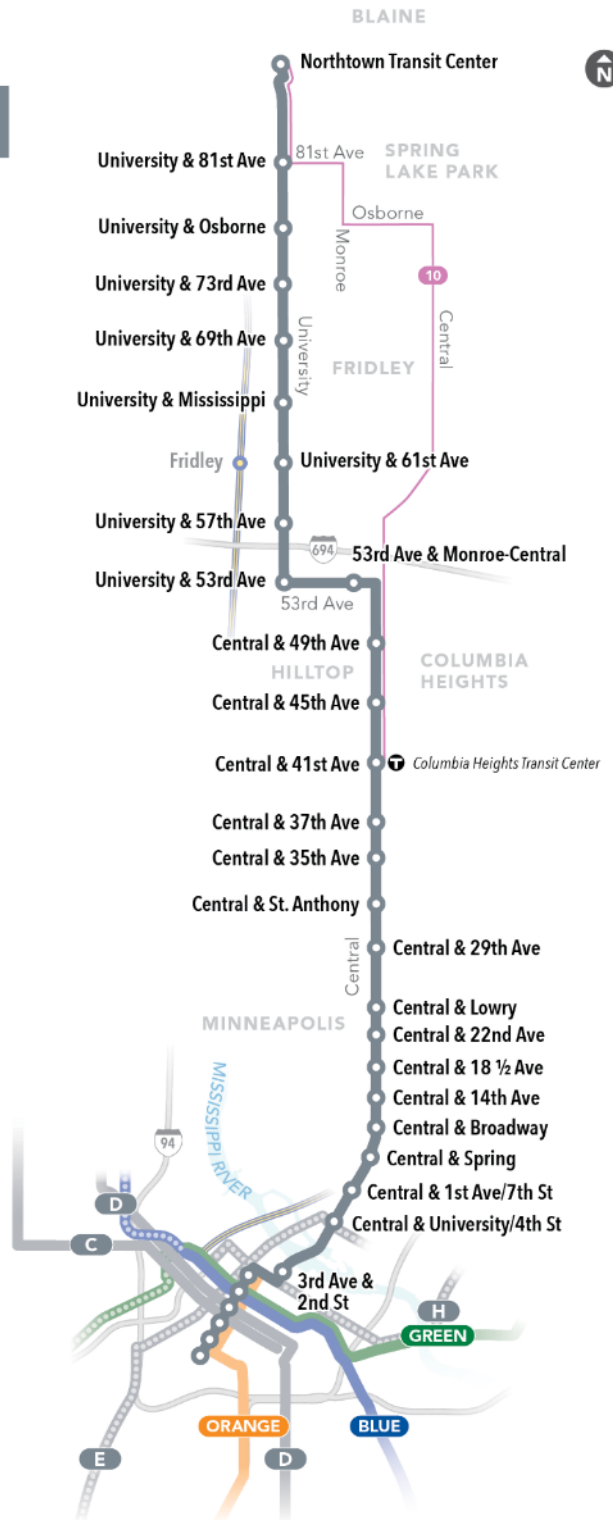 BLAINE
Northtown Transit Center
N
University & 81st Ave
81st Ave
SPRING
LAKE PARK
University & Osborne
Osborne
Monroe
University & 73rd Ave
10
University & 69th Ave
University
Central
FRIDLEY
University & Mississippi
Fridley
University & 61st Ave
University & 57th Ave
694
53rd Ave & Monroe-Central
University & 53rd Ave
53rd Ave
Central & 49th Ave
HILLTOP
COLUMBIA
HEIGHTS
Central & 45th Ave
Central & 41st Ave
T
Columbia Heights Transit Center
Central & 37th Ave
Central & 35th Ave
Central & St. Anthony
Central & 29th Ave
Central
Central & Lowry
MINNEAPOLIS
Central & 22nd Ave
Central & 18 ½ Ave
Central & 14th Ave
MISSISSIPPI RIVER
Central & Broadway
94
Central & Spring
Central & 1st Ave/7th St
D
Central & University/4th St
C
3rd Ave &
2nd St
H
GREEN
ORANGE
BLUE
E
D